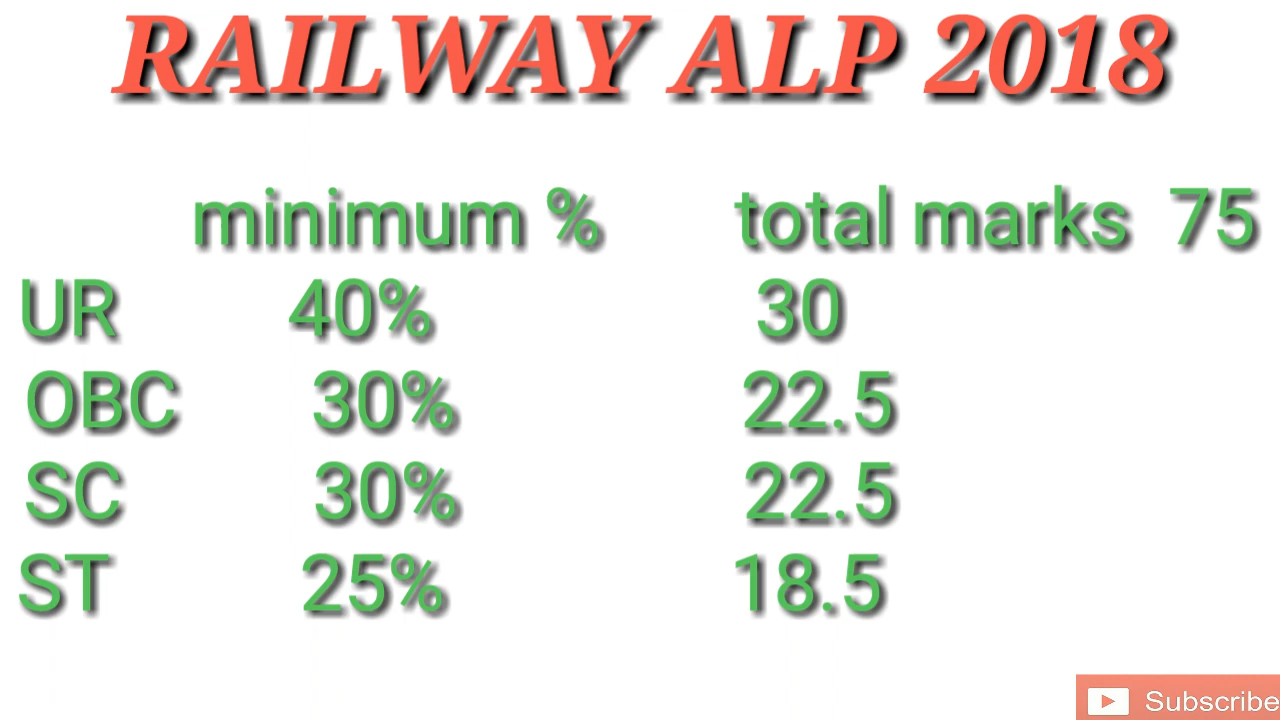 RAILWAY ALP 2018
minimum % total marks 75
UR 40% 30
OBC 30% 22.5
SC 30% 22.5
ST 25% 18.5
Subscribe